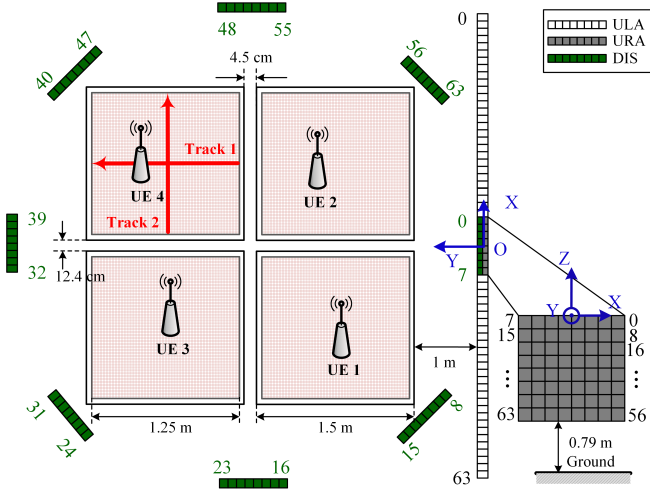 0
48
55
4.5 cm
47
40
56
63
ULA
URA
DIS
Track 1
UE 4
Track 2
UE 2
X
0
Y
O
7
39
32
12.4 cm
Z
Y
X
UE 3
UE 1
1 m
7
15
⋮
63
0
8
16
⋮
56
31
24
1.25 m
1.5 m
8
15
0.79 m
Ground
23
16
63